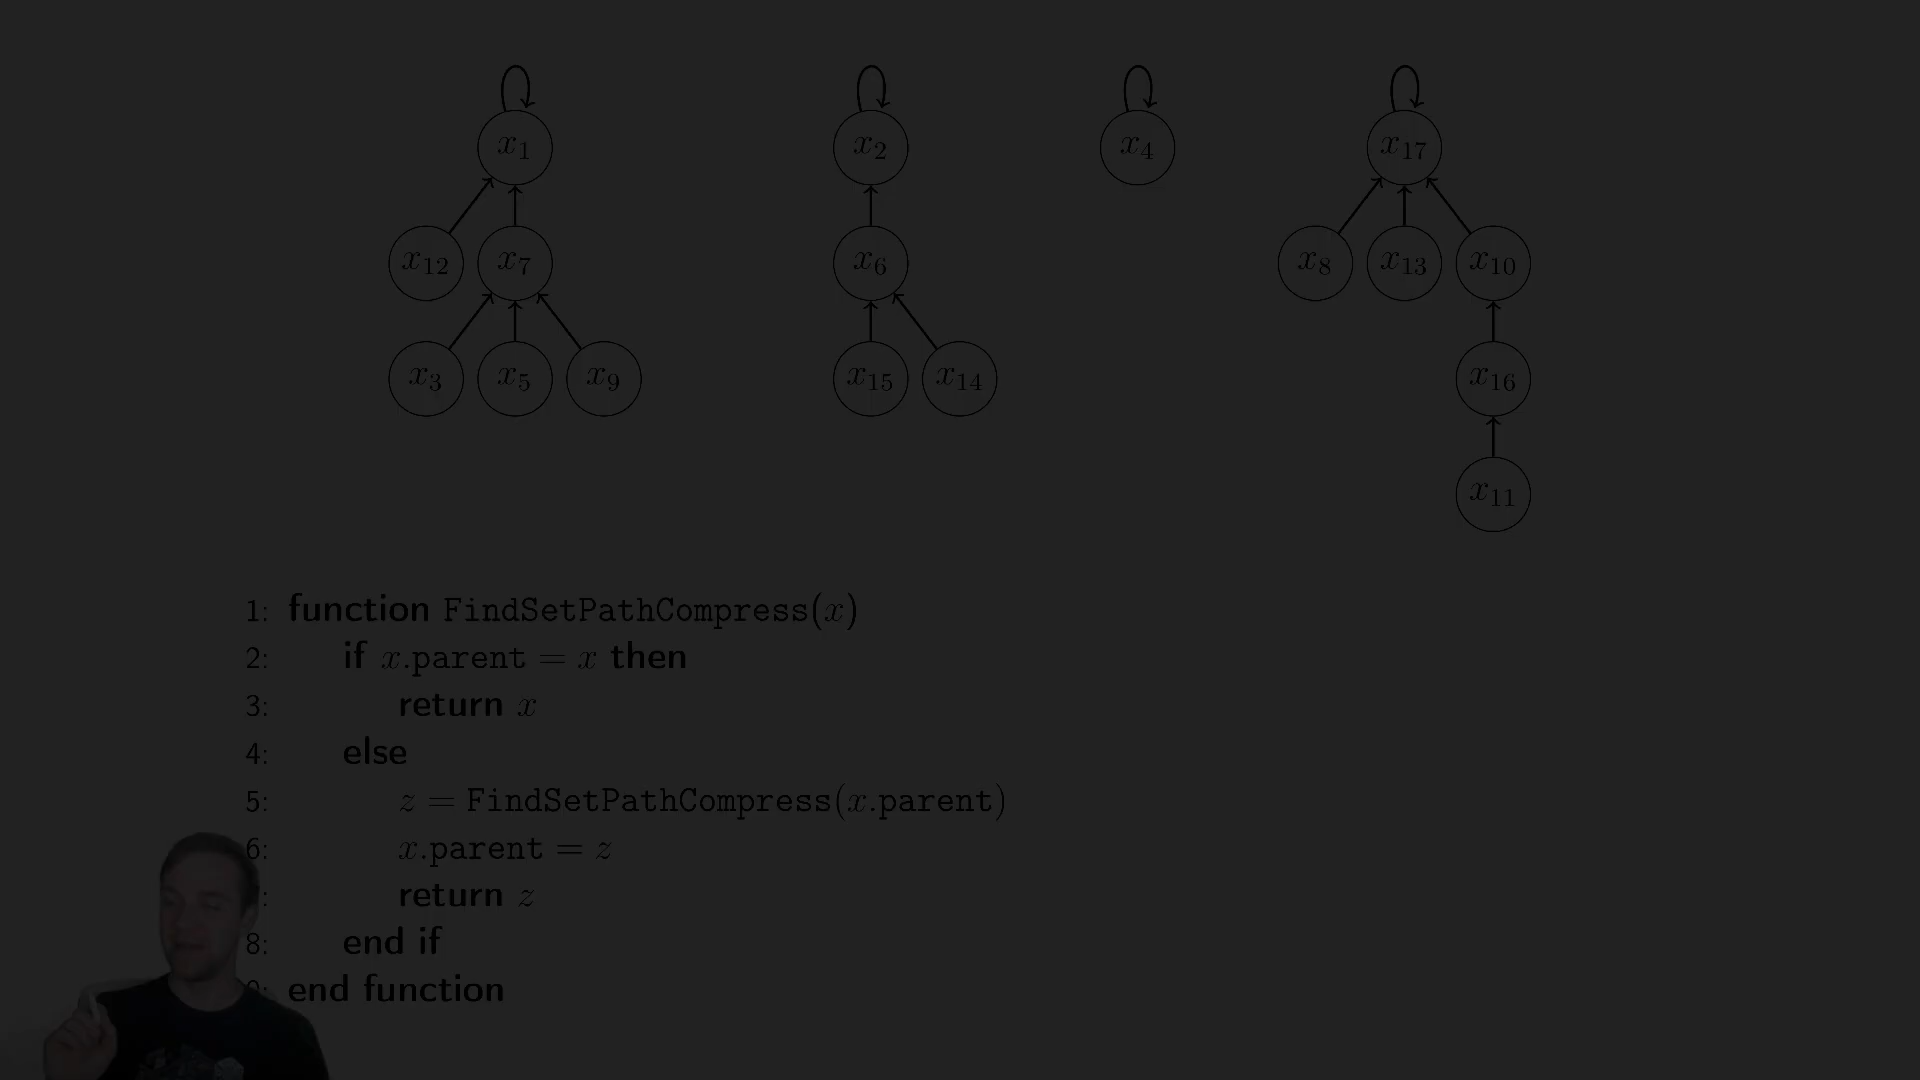 x₁ x₂ x₄ x₁₇
x₁₂ x₇ x₆ x₈ x₁₃ x₁₀
x₃ x₅ x₉ x₁₅ x₁₄ x₁₆
x₁₁
1: function FindSetPathCompress(x)
2: if x.parent = x then
3: return x
4: else
5: z = FindSetPathCompress(x.parent)
6: x.parent = z
: return z
8: end if
9: end function